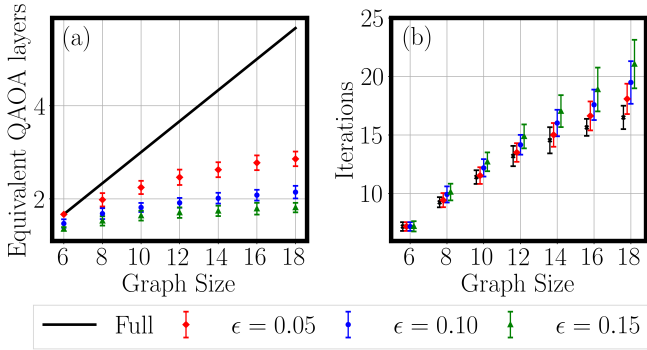 (a)
Equivalent QAOA layers
4
2
6 8 10 12 14 16 18
Graph Size
(b)
Iterations
25
20
15
10
6 8 10 12 14 16 18
Graph Size
Full ϵ = 0.05 ϵ = 0.10 ϵ = 0.15